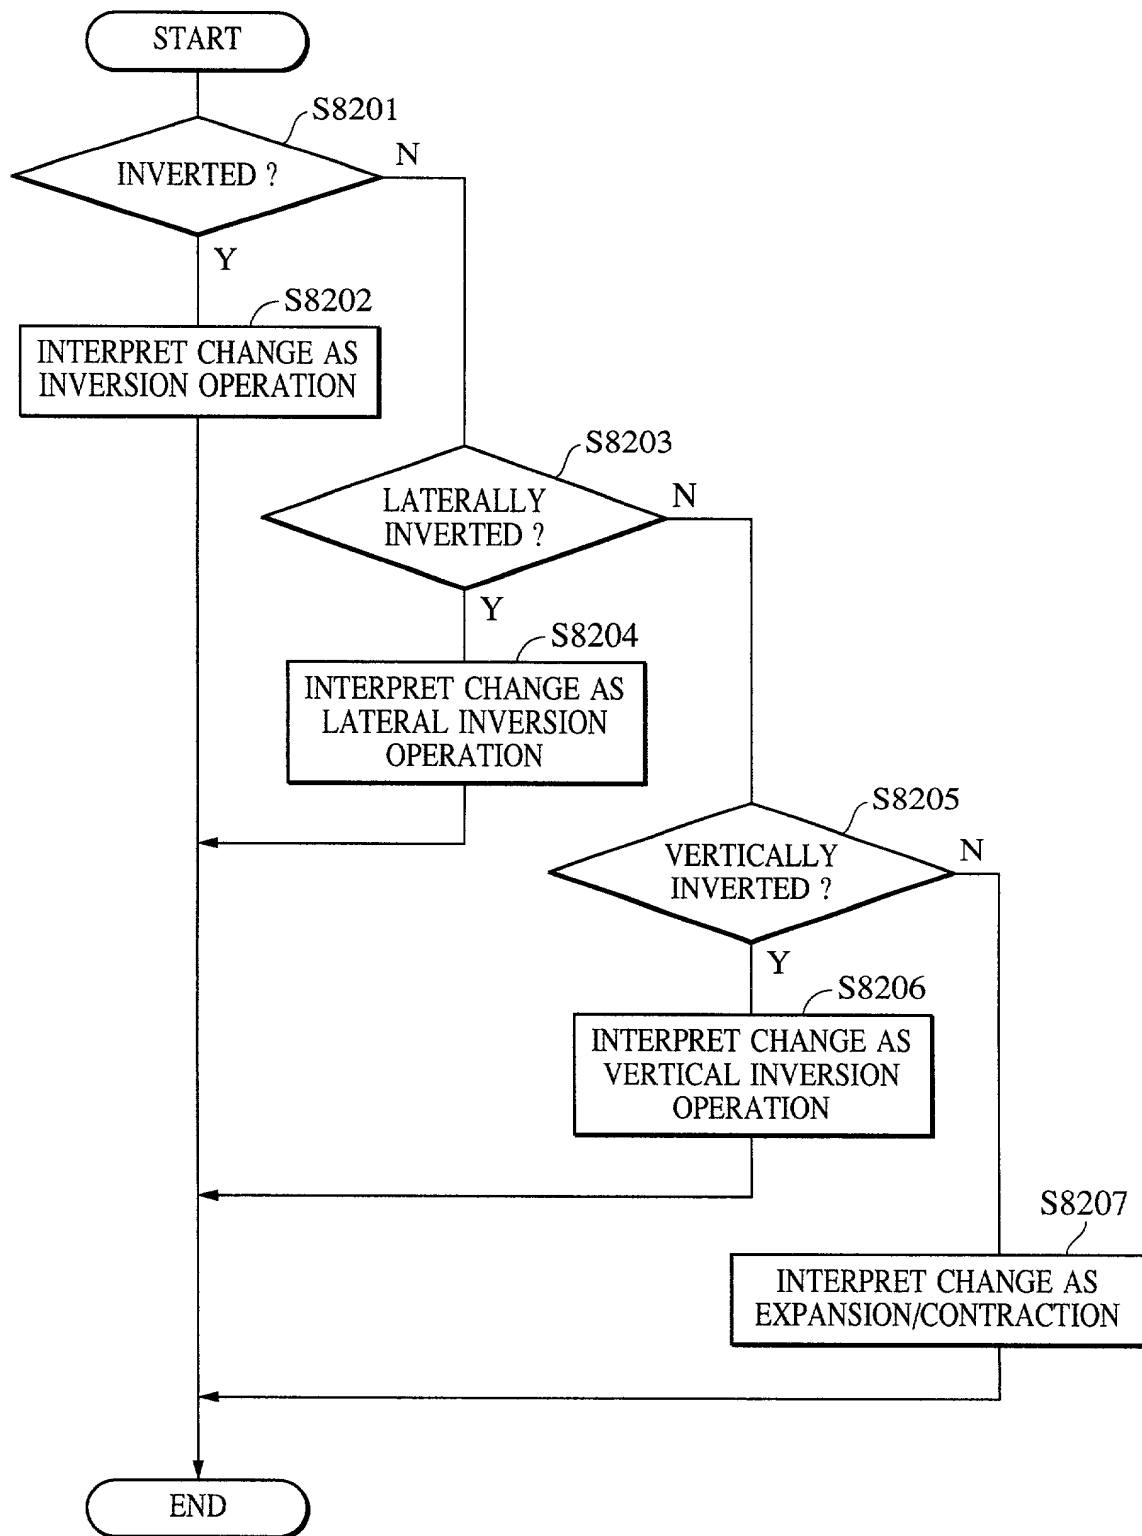 START
S8201
INVERTED ?
N
Y
S8202
INTERPRET CHANGE AS
INVERSION OPERATION
S8203
LATERALLY
INVERTED ?
N
Y
S8204
INTERPRET CHANGE AS
LATERAL INVERSION
OPERATION
S8205
VERTICALLY
INVERTED ?
N
Y
S8206
INTERPRET CHANGE AS
VERTICAL INVERSION
OPERATION
S8207
INTERPRET CHANGE AS
EXPANSION/CONTRACTION
END